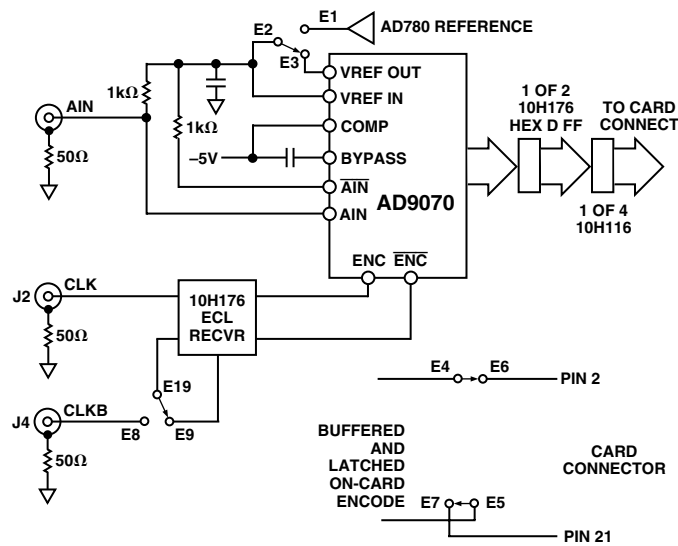 E1
E2
AD780 REFERENCE
E3
1kΩ
VREF OUT
1 OF 2
10H176
HEX D FF
TO CARD
CONNECT
AIN
VREF IN
1kΩ
COMP
50Ω
–5V
BYPASS
AIN
AD9070
AIN
1 OF 4
10H116
ENC
ENC
J2
CLK
10H176
ECL
RECVR
50Ω
E4
E6
PIN 2
E19
J4
CLKB
E8
E9
BUFFERED
AND
LATCHED
ON-CARD
ENCODE
CARD
CONNECTOR
50Ω
E7
E5
PIN 21